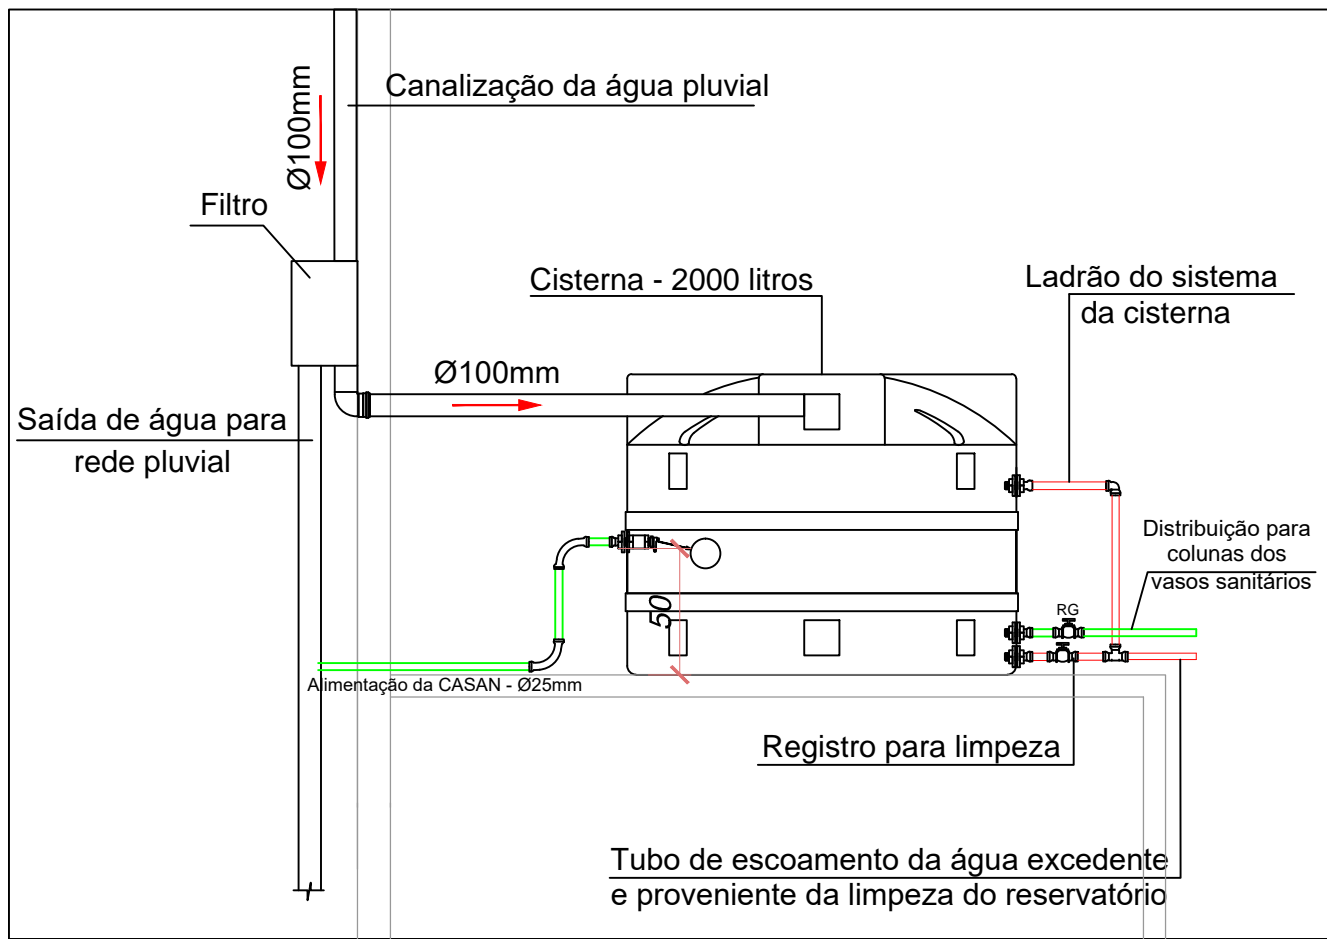 Canalização da água pluvial
Ø100mm
Filtro
Cisterna - 2000 litros
Ladrão do sistema
da cisterna
Ø100mm
Saída de água para
rede pluvial
Distribuição para
colunas dos
vasos sanitários
50
RG
Alimentação da CASAN - Ø25mm
Registro para limpeza
Tubo de escoamento da água excedente
e proveniente da limpeza do reservatório